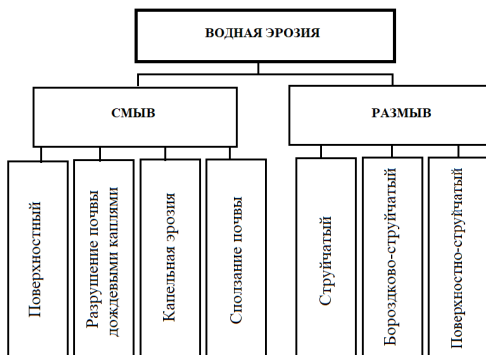 ВОДНАЯ ЭРОЗИЯ
СМЫВ
РАЗМЫВ
Поверхностный
Разрушение почвы
дождевыми каплями
Капельная эрозия
Сползание почвы
Струйчатый
Бороздково-струйчатый
Поверхностно-струйчатый